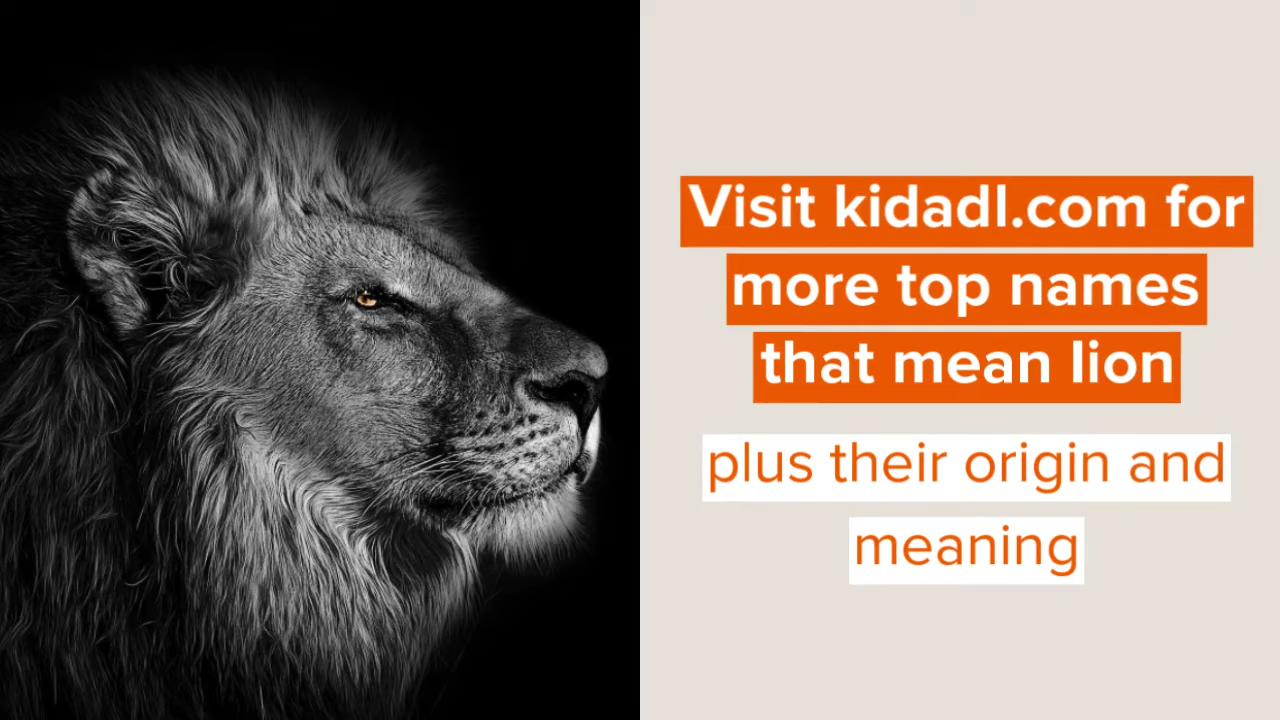 Visit kidadl.com for
more top names
that mean lion
plus their origin and
meaning